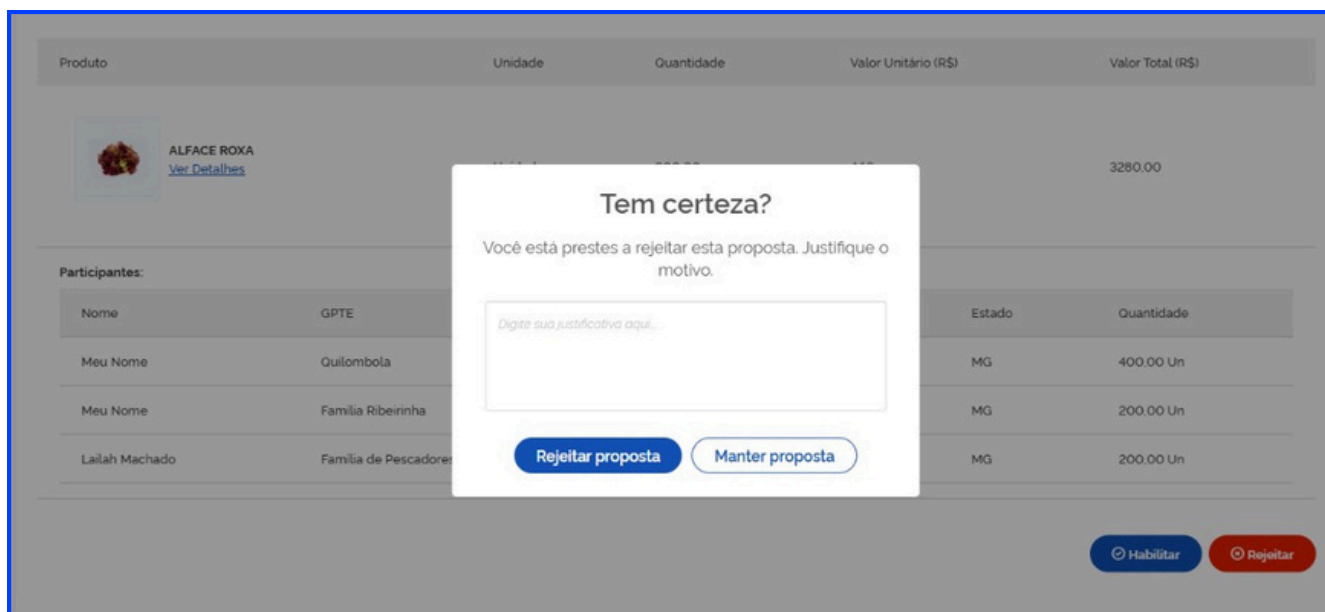 Produto Unidade Quantidade Valor Unitário (R$) Valor Total (R$)
ALFACE ROXA
Ver Detalhes
3280,00
Tem certeza?
Você está prestes a rejeitar esta proposta. Justifique o
motivo.
Digite sua justificativa aqui...
Participantes:
Nome GPTE Estado Quantidade
Meu Nome Quilombola MG 400,00 Un
Meu Nome Família Ribeirinha MG 200,00 Un
Lailah Machado Família de Pescadores MG 200,00 Un
Rejeitar proposta Manter proposta
Habilitar Rejeitar